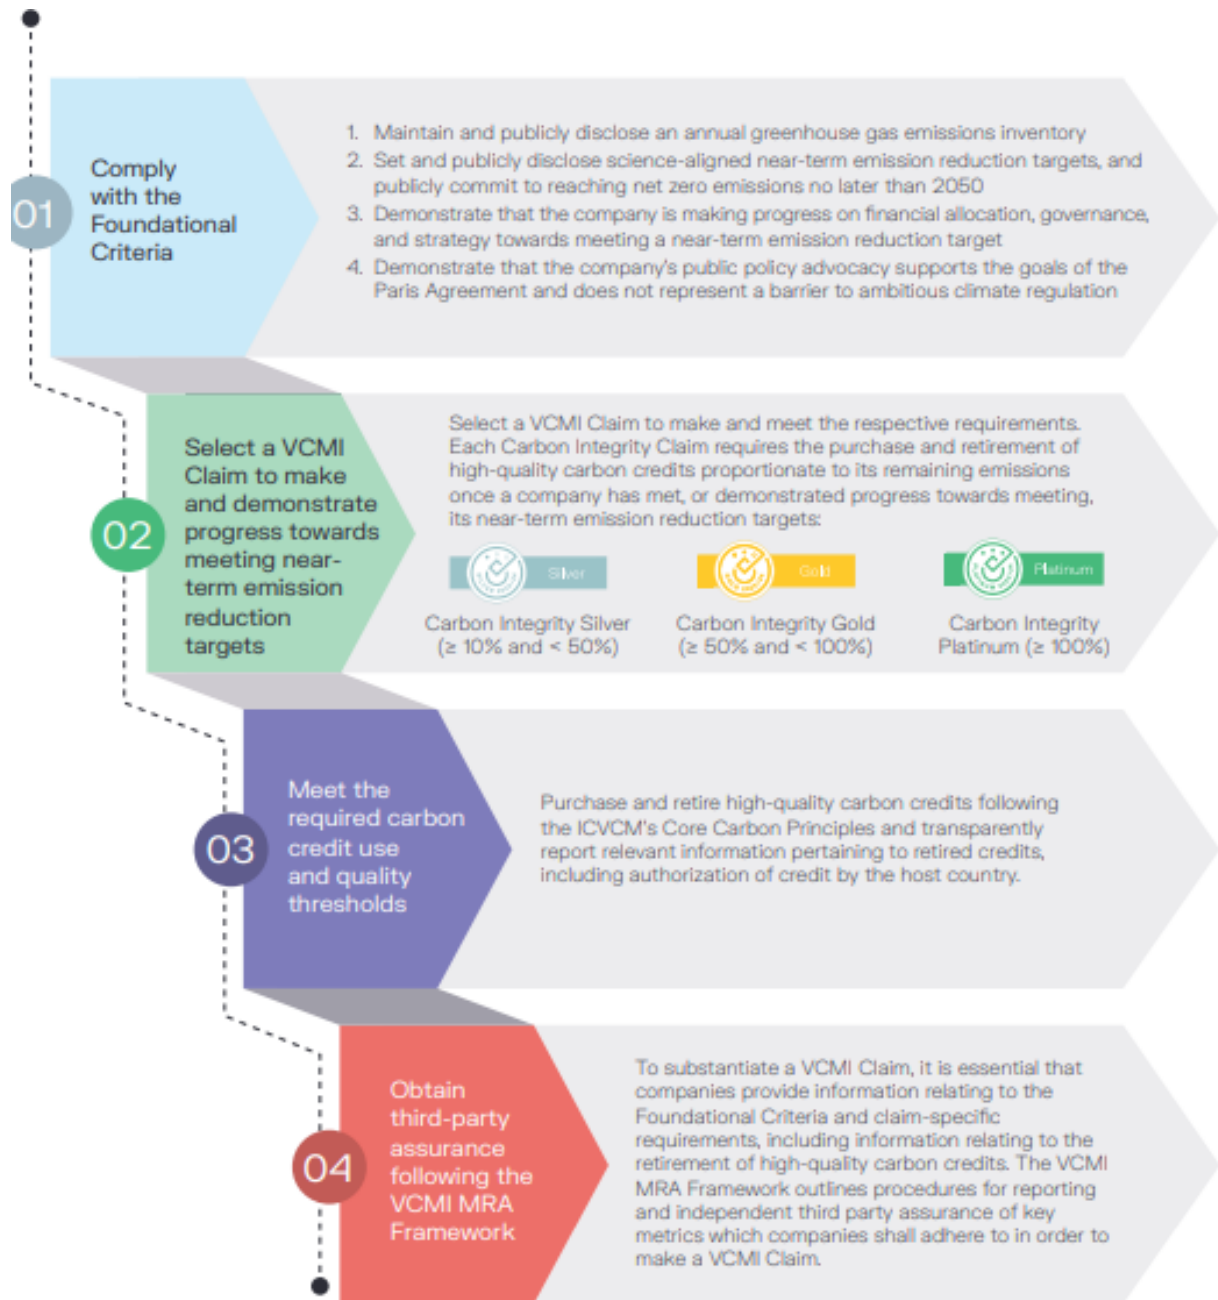 01
Comply
with the
Foundational
Criteria
1. Maintain and publicly disclose an annual greenhouse gas emissions inventory
2. Set and publicly disclose science-aligned near-term emission reduction targets, and
publicly commit to reaching net zero emissions no later than 2050
3. Demonstrate that the company is making progress on financial allocation, governance,
and strategy towards meeting a near-term emission reduction target
4. Demonstrate that the company's public policy advocacy supports the goals of the
Paris Agreement and does not represent a barrier to ambitious climate regulation
02
Select a VCMI
Claim to make
and demonstrate
progress towards
meeting near-
term emission
reduction
targets
Select a VCMI Claim to make and meet the respective requirements.
Each Carbon Integrity Claim requires the purchase and retirement of
high-quality carbon credits proportionate to its remaining emissions
once a company has met, or demonstrated progress towards meeting,
its near-term emission reduction targets:
Silver
Gold
Platinum
Carbon Integrity Silver
(≥ 10% and < 50%)
Carbon Integrity Gold
(≥ 50% and < 100%)
Carbon Integrity
Platinum (≥ 100%)
03
Meet the
required carbon
credit use
and quality
thresholds
Purchase and retire high-quality carbon credits following
the ICVCM's Core Carbon Principles and transparently
report relevant information pertaining to retired credits,
including authorization of credit by the host country.
04
Obtain
third-party
assurance
following the
VCMI MRA
Framework
To substantiate a VCMI Claim, it is essential that
companies provide information relating to the
Foundational Criteria and claim-specific
requirements, including information relating to the
retirement of high-quality carbon credits. The VCMI
MRA Framework outlines procedures for reporting
and independent third party assurance of key
metrics which companies shall adhere to in order to
make a VCMI Claim.